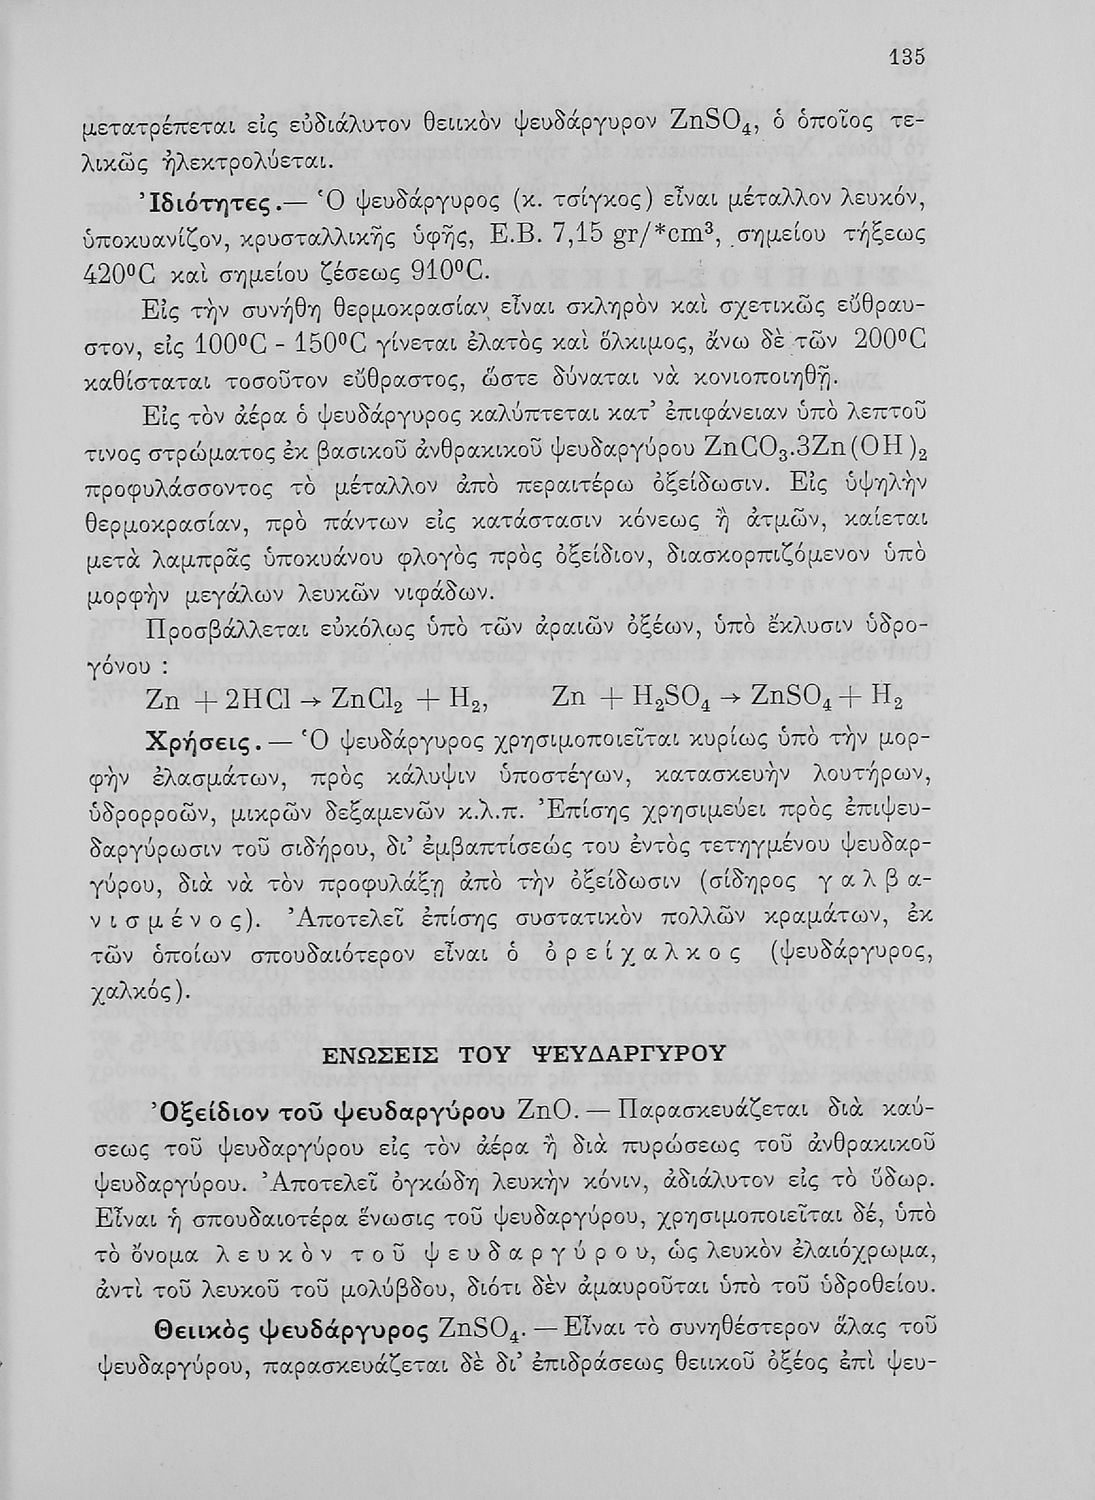 135
μετατρέπεται εἰς εὐδιάλυτον θειικὸν ψευδάργυρον ZnSO₄, ὁ ὁποῖος τε-
λικῶς ἠλεκτρολύεται.
Ἰδιότητες.— Ὁ ψευδάργυρος (κ. τσίγκος) εἶναι μέταλλον λευκόν,
ὑποκυανίζον, κρυσταλλικῆς ὑφῆς, Ε.Β. 7,15 gr/*cm³, σημείου τήξεως
420⁰C καὶ σημείου ζέσεως 910⁰C.
Εἰς τὴν συνήθη θερμοκρασίαν εἶναι σκληρὸν καὶ σχετικῶς εὔθραυ-
στον, εἰς 100⁰C - 150⁰C γίνεται ἐλατὸς καὶ ὅλκιμος, ἄνω δὲ τῶν 200⁰C
καθίσταται τοσοῦτον εὔθραστος, ὥστε δύναται νὰ κονιοποιηθῇ.
Εἰς τὸν ἀέρα ὁ ψευδάργυρος καλύπτεται κατ’ ἐπιφάνειαν ὑπὸ λεπτοῦ
τινος στρώματος ἐκ βασικοῦ ἀνθρακικοῦ ψευδαργύρου ZnCO₃.3Zn(OH)₂
προφυλάσσοντος τὸ μέταλλον ἀπὸ περαιτέρω ὀξείδωσιν. Εἰς ὑψηλὴν
θερμοκρασίαν, πρὸ πάντων εἰς κατάστασιν κόνεως ἢ ἀτμῶν, καίεται
μετὰ λαμπρᾶς ὑποκυάνου φλογὸς πρὸς ὀξείδιον, διασκορπιζόμενον ὑπὸ
μορφὴν μεγάλων λευκῶν νιφάδων.
Προσβάλλεται εὐκόλως ὑπὸ τῶν ἀραιῶν ὀξέων, ὑπὸ ἔκλυσιν ὑδρο-
γόνου :
Zn + 2HCl → ZnCl₂ + H₂, Zn + H₂SO₄ → ZnSO₄ + H₂
Χρήσεις.— Ὁ ψευδάργυρος χρησιμοποιεῖται κυρίως ὑπὸ τὴν μορ-
φὴν ἐλασμάτων, πρὸς κάλυψιν ὑποστέγων, κατασκευὴν λουτήρων,
ὑδρορροῶν, μικρῶν δεξαμενῶν κ.λ.π. Ἐπίσης χρησιμεύει πρὸς ἐπιψευ-
δαργύρωσιν τοῦ σιδήρου, δι’ ἐμβαπτίσεώς του ἐντὸς τετηγμένου ψευδαρ-
γύρου, διὰ νὰ τὸν προφυλάξῃ ἀπὸ τὴν ὀξείδωσιν (σίδηρος γ α λ β α-
ν ι σ μ έ ν ο ς). Ἀποτελεῖ ἐπίσης συστατικὸν πολλῶν κραμάτων, ἐκ
τῶν ὁποίων σπουδαιότερον εἶναι ὁ ὀ ρ ε ί χ α λ κ ο ς (ψευδάργυρος,
χαλκός).
ΕΝΩΣΕΙΣ ΤΟΥ ΨΕΥΔΑΡΓΥΡΟΥ
Ὀξείδιον τοῦ ψευδαργύρου ZnO. — Παρασκευάζεται διὰ καύ-
σεως τοῦ ψευδαργύρου εἰς τὸν ἀέρα ἢ διὰ πυρώσεως τοῦ ἀνθρακικοῦ
ψευδαργύρου. Ἀποτελεῖ ὀγκώδη λευκὴν κόνιν, ἀδιάλυτον εἰς τὸ ὕδωρ.
Εἶναι ἡ σπουδαιοτέρα ἕνωσις τοῦ ψευδαργύρου, χρησιμοποιεῖται δέ, ὑπὸ
τὸ ὄνομα λ ε υ κ ὸ ν τ ο ῦ ψ ε υ δ α ρ γ ύ ρ ο υ, ὡς λευκὸν ἐλαιόχρωμα,
ἀντὶ τοῦ λευκοῦ τοῦ μολύβδου, διότι δὲν ἀμαυροῦται ὑπὸ τοῦ ὑδροθείου.
Θειικὸς ψευδάργυρος ZnSO₄. — Εἶναι τὸ συνηθέστερον ἅλας τοῦ
ψευδαργύρου, παρασκευάζεται δὲ δι’ ἐπιδράσεως θειικοῦ ὀξέος ἐπὶ ψευ-